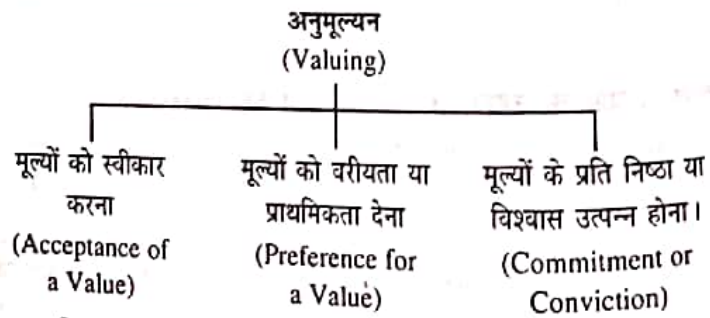 अनुमूल्यन
(Valuing)
मूल्यों को स्वीकार
करना
(Acceptance of
a Value)
मूल्यों को वरीयता या
प्राथमिकता देना
(Preference for
a Value)
मूल्यों के प्रति निष्ठा या
विश्वास उत्पन्न होना।
(Commitment or
Conviction)